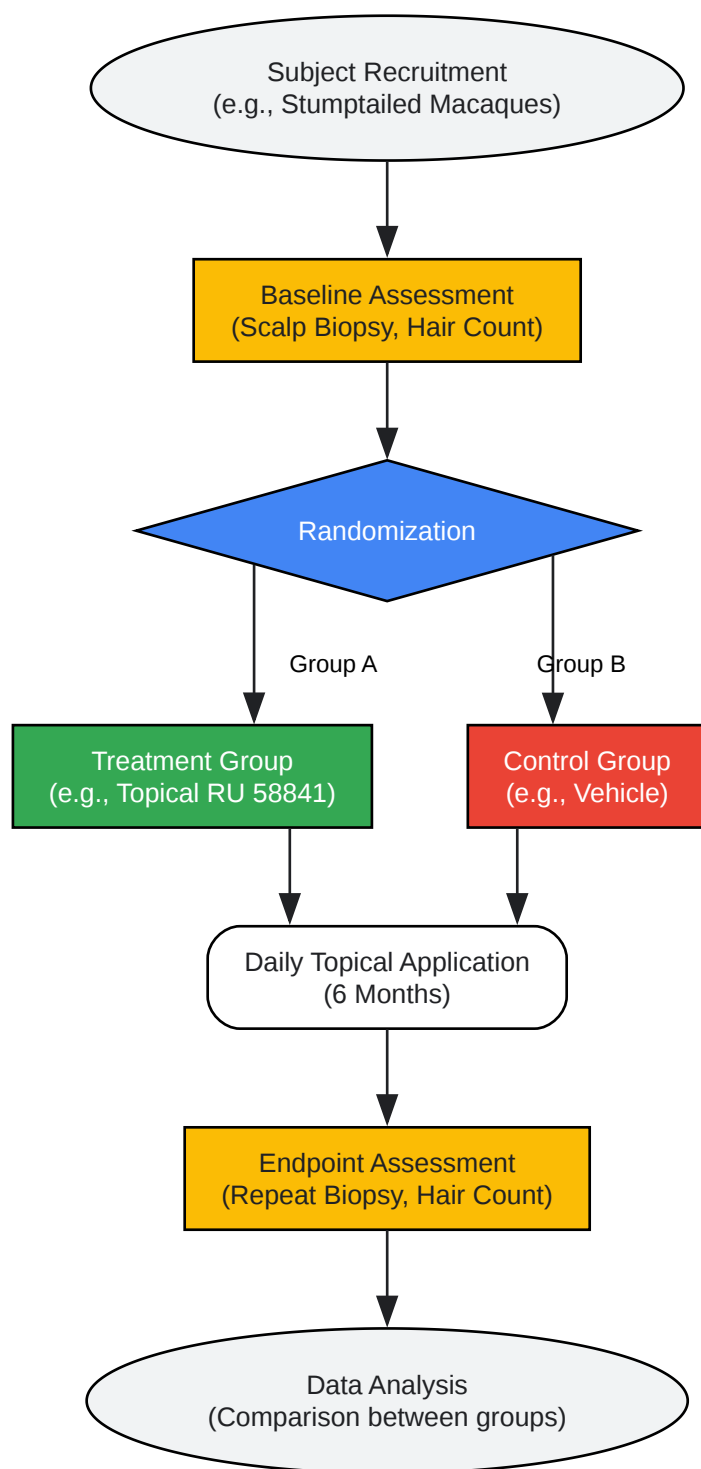 Subject Recruitment
(e.g., Stumptailed Macaques)
Baseline Assessment
(Scalp Biopsy, Hair Count)
Randomization
Group A
Group B
Treatment Group
(e.g., Topical RU 58841)
Control Group
(e.g., Vehicle)
Daily Topical Application
(6 Months)
Endpoint Assessment
(Repeat Biopsy, Hair Count)
Data Analysis
(Comparison between groups)